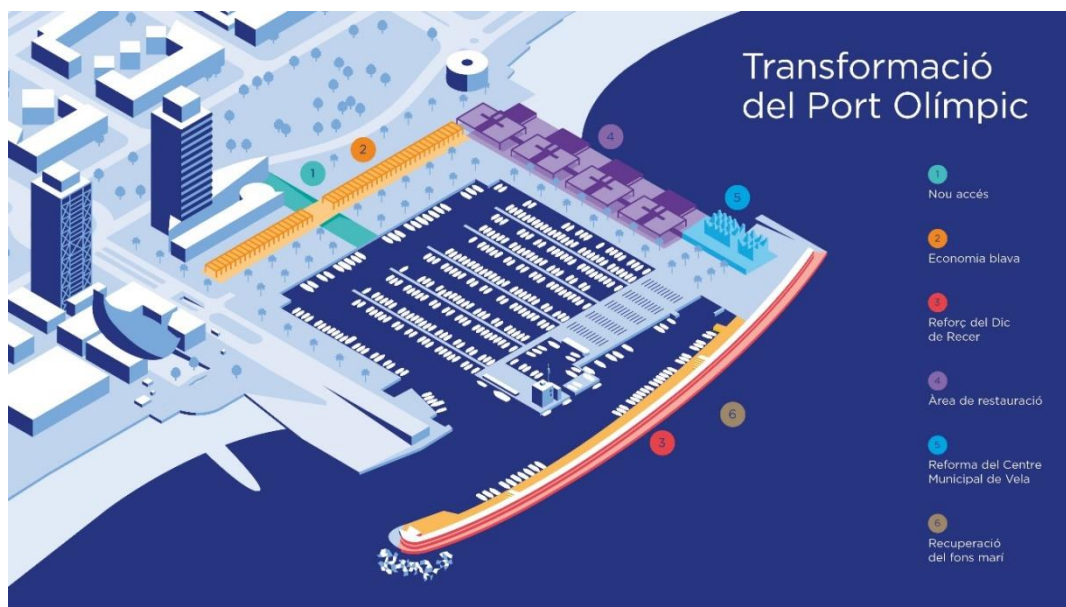 Transformació
del Port Olímpic
1
Nou accés
2
Economia blava
3
Reforç del Dic
de Recer
4
Àrea de restauració
5
Reforma del Centre
Municipal de Vela
6
Recuperació
del fons marí
1
2
4
5
6
3